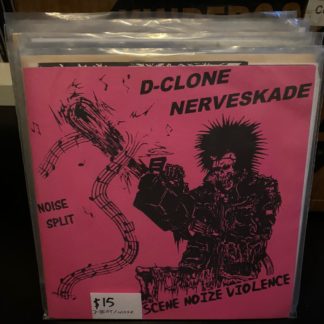 D-CLONE
NERVESKADE
NOISE
SPLIT
$15
SCENE NOIZE VIOLENCE